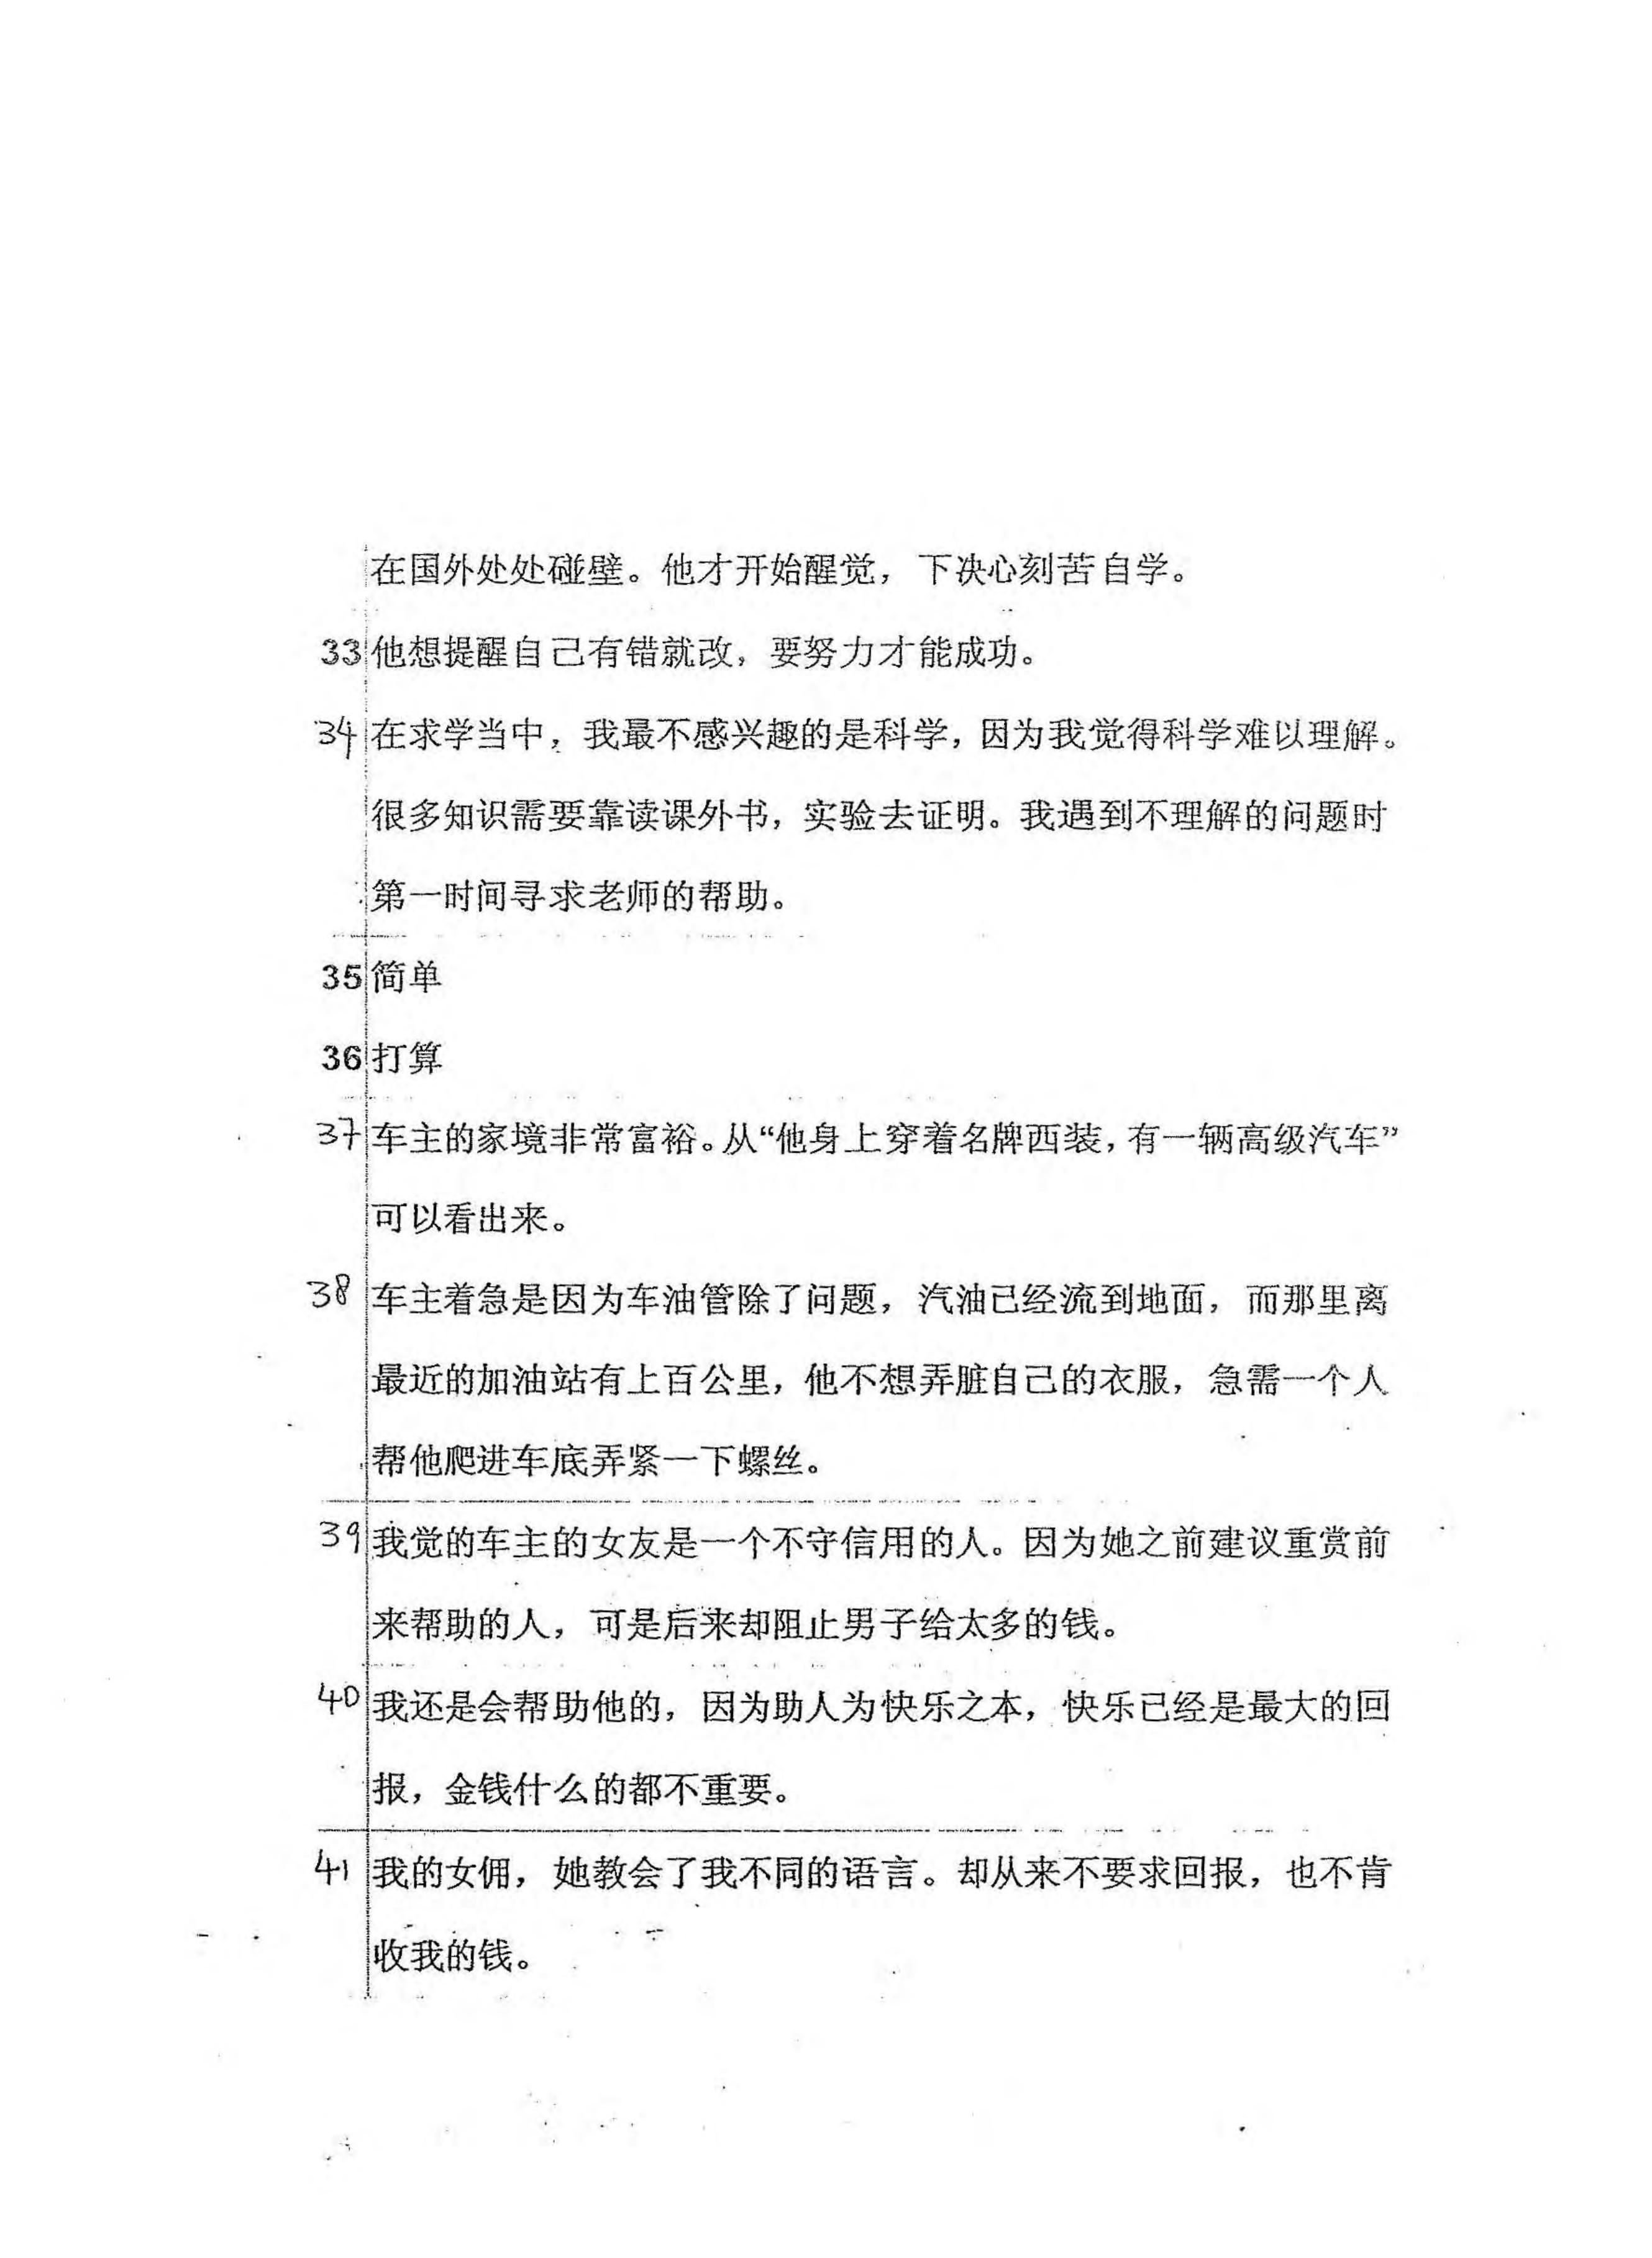 在国外处处碰壁。他才开始醒觉，下决心刻苦自学。
33 他想提醒自己有错就改，要努力才能成功。
34 在求学当中，我最不感兴趣的是科学，因为我觉得科学难以理解。
很多知识需要靠读课外书，实验去证明。我遇到不理解的问题时
第一时间寻求老师的帮助。
35 简单
36 打算
37 车主的家境非常富裕。从“他身上穿着名牌西装，有一辆高级汽车”
可以看出来。
38 车主着急是因为车油管除了问题，汽油已经流到地面，而那里离
最近的加油站有上百公里，他不想弄脏自己的衣服，急需一个人
帮他爬进车底弄紧一下螺丝。
39 我觉的车主的女友是一个不守信用的人。因为她之前建议重赏前
来帮助的人，可是后来却阻止男子给太多的钱。
40 我还是会帮助他的，因为助人为快乐之本，快乐已经是最大的回
报，金钱什么的都不重要。
41 我的女佣，她教会了我不同的语言。却从来不要求回报，也不肯
收我的钱。